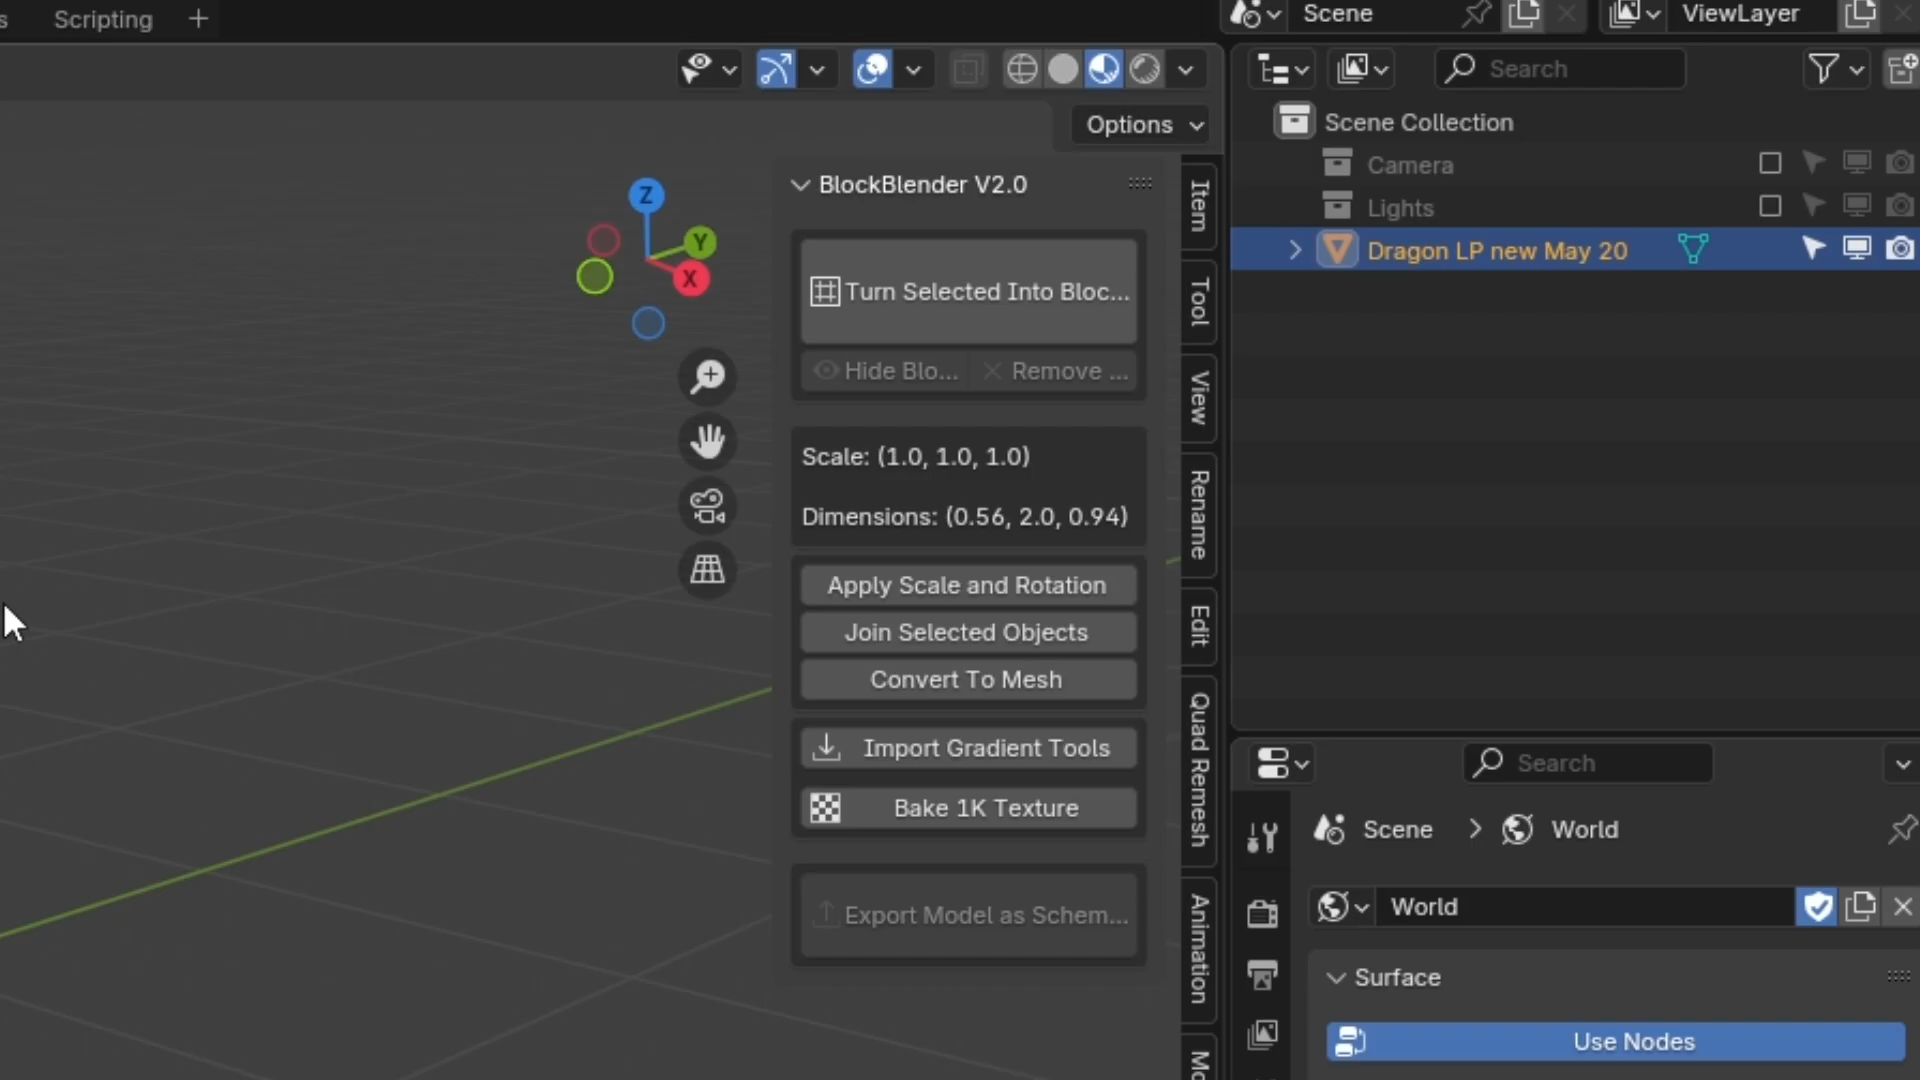 s Scripting +
Scene
ViewLayer
Search
Options
Scene Collection
Camera
Lights
Dragon LP new May 20
Z
Y
X
BlockBlender V2.0
Turn Selected Into Bloc...
Hide Blo...
Remove ...
Scale: (1.0, 1.0, 1.0)
Dimensions: (0.56, 2.0, 0.94)
Apply Scale and Rotation
Join Selected Objects
Convert To Mesh
Import Gradient Tools
Bake 1K Texture
Export Model as Schem...
Item
Tool
View
Rename
Edit
Quad Remesh
Animation
Mo
Search
Scene > World
World
Surface
Use Nodes